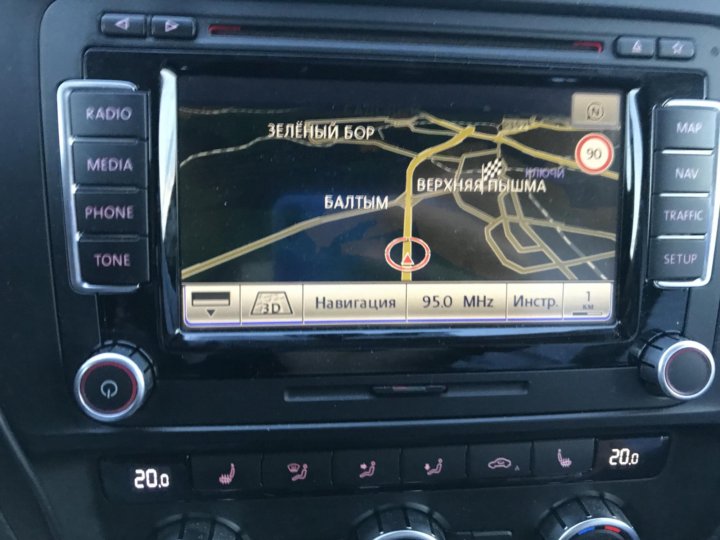 RADIO
MEDIA
PHONE
TONE
ЗЕЛЁНЫЙ БОР
90
КЛЮЧИ
ВЕРХНЯЯ ПЫШМА
БАЛТЫМ
3D
Навигация
95.0 MHz
Инстр.
1
км
N
MAP
NAV
TRAFFIC
SETUP
20.0
20.0